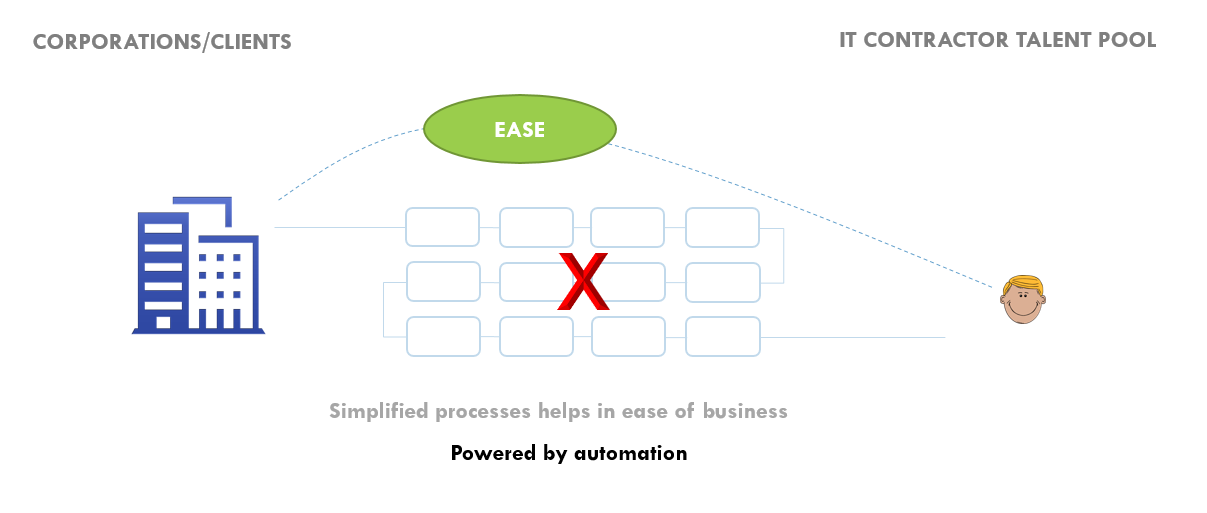 CORPORATIONS/CLIENTS
IT CONTRACTOR TALENT POOL
EASE
X
Simplified processes helps in ease of business
Powered by automation